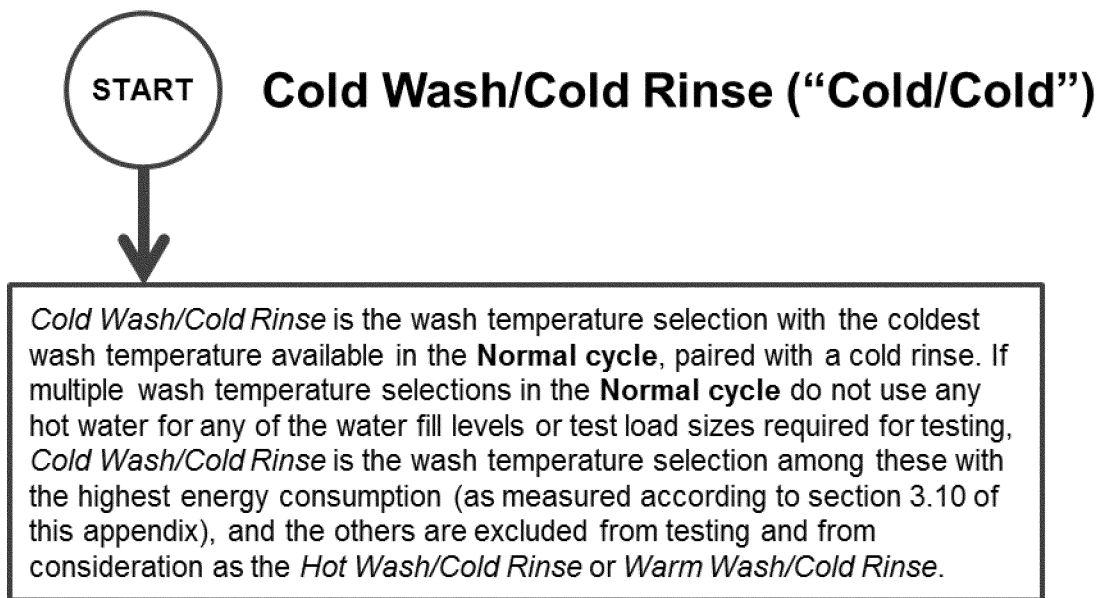 START
Cold Wash/Cold Rinse (“Cold/Cold”)
Cold Wash/Cold Rinse is the wash temperature selection with the coldest
wash temperature available in the Normal cycle, paired with a cold rinse. If
multiple wash temperature selections in the Normal cycle do not use any
hot water for any of the water fill levels or test load sizes required for testing,
Cold Wash/Cold Rinse is the wash temperature selection among these with
the highest energy consumption (as measured according to section 3.10 of
this appendix), and the others are excluded from testing and from
consideration as the Hot Wash/Cold Rinse or Warm Wash/Cold Rinse.